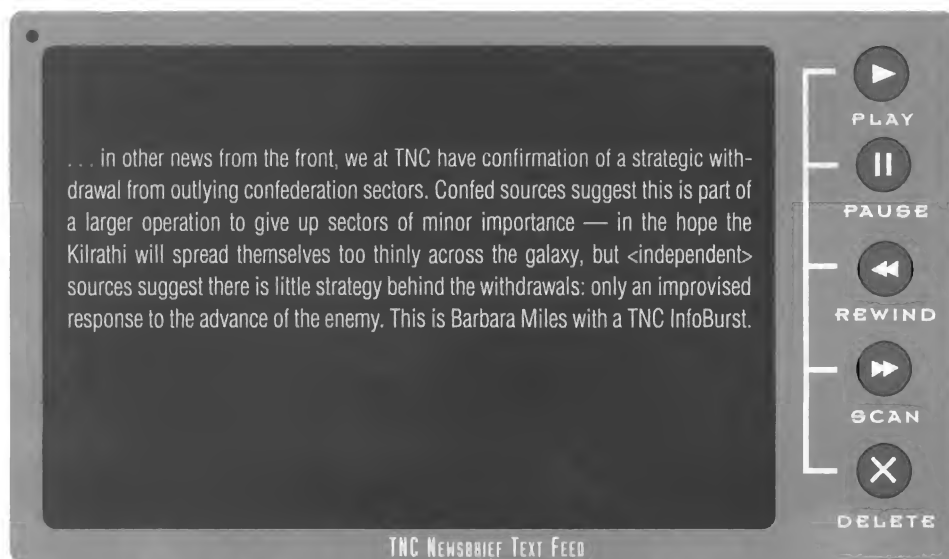 . . . in other news from the front, we at TNC have confirmation of a strategic with-
drawal from outlying confederation sectors. Confed sources suggest this is part of
a larger operation to give up sectors of minor importance — in the hope the
Kilrathi will spread themselves too thinly across the galaxy, but <independent>
sources suggest there is little strategy behind the withdrawals: only an improvised
response to the advance of the enemy. This is Barbara Miles with a TNC InfoBurst.
PLAY
PAUSE
REWIND
SCAN
DELETE
TNC NEWSBRIEF TEXT FEED